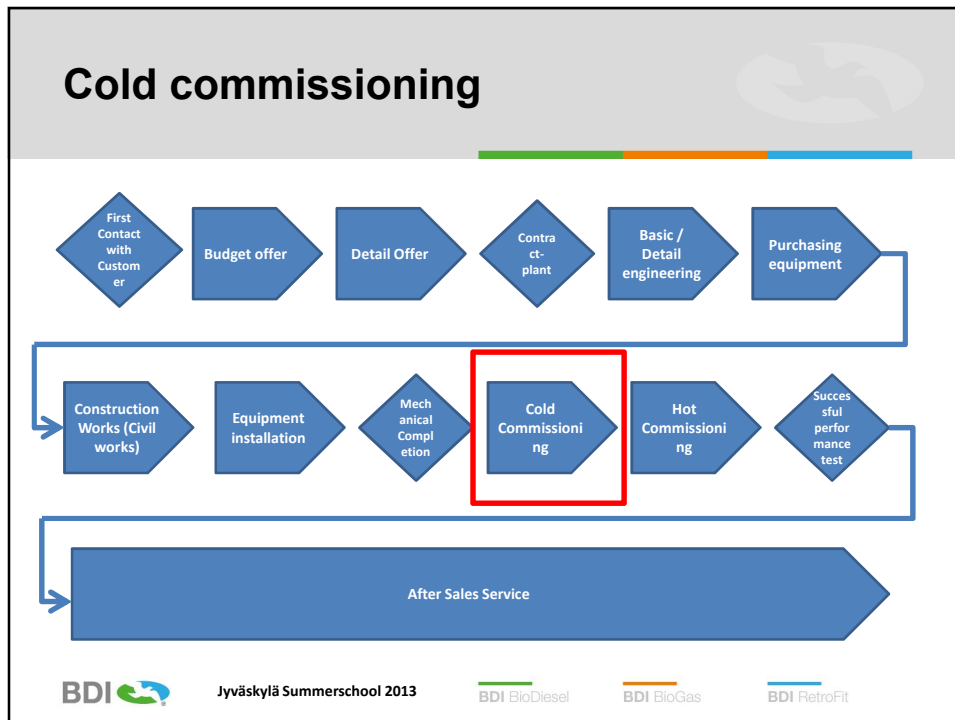 Cold commissioning
First
Contact
with
Custom
er
Budget offer
Detail Offer
Contra
ct-
plant
Basic /
Detail
engineering
Purchasing
equipment
Construction
Works (Civil
works)
Equipment
installation
Mech
anical
Compl
etion
Cold
Commissioni
ng
Hot
Commissioni
ng
Succes
sful
perfor
mance
test
After Sales Service
BDI
Jyväskylä Summerschool 2013
BDI BioDiesel
BDI BioGas
BDI RetroFit